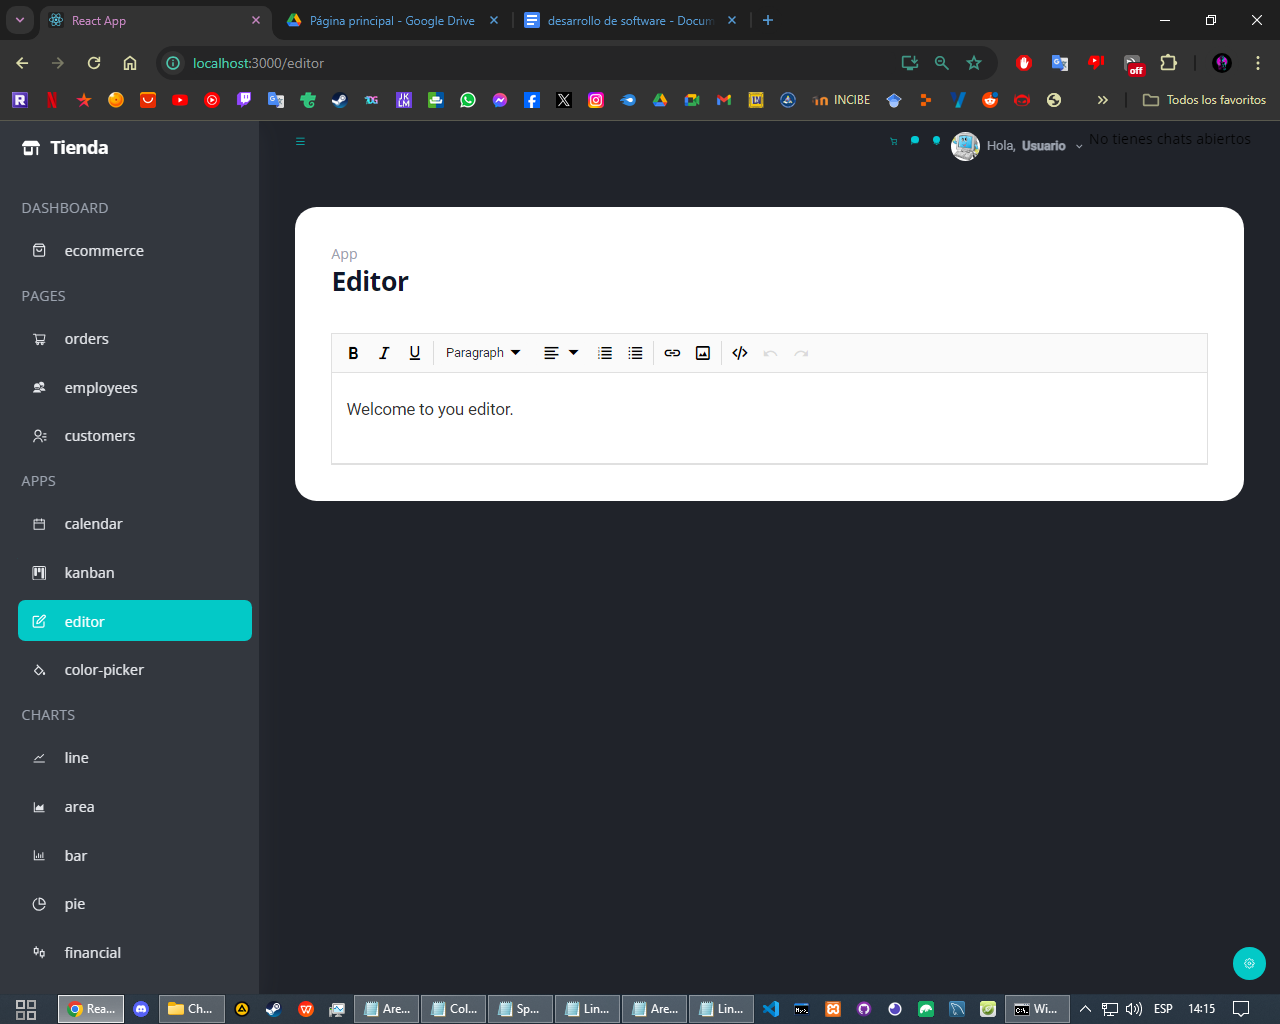 React App
Página principal - Google Drive
desarrollo de software - Docum
localhost:3000/editor
off
INCIBE
Todos los favoritos
Tienda
Hola, Usuario
No tienes chats abiertos
DASHBOARD
ecommerce
PAGES
orders
employees
customers
APPS
calendar
kanban
editor
color-picker
CHARTS
line
area
bar
pie
financial
App
Editor
B I U Paragraph
Welcome to you editor.
Rea...
Ch...
Are...
Col...
Sp...
Lin...
Are...
Lin...
Wi...
ESP
14:15